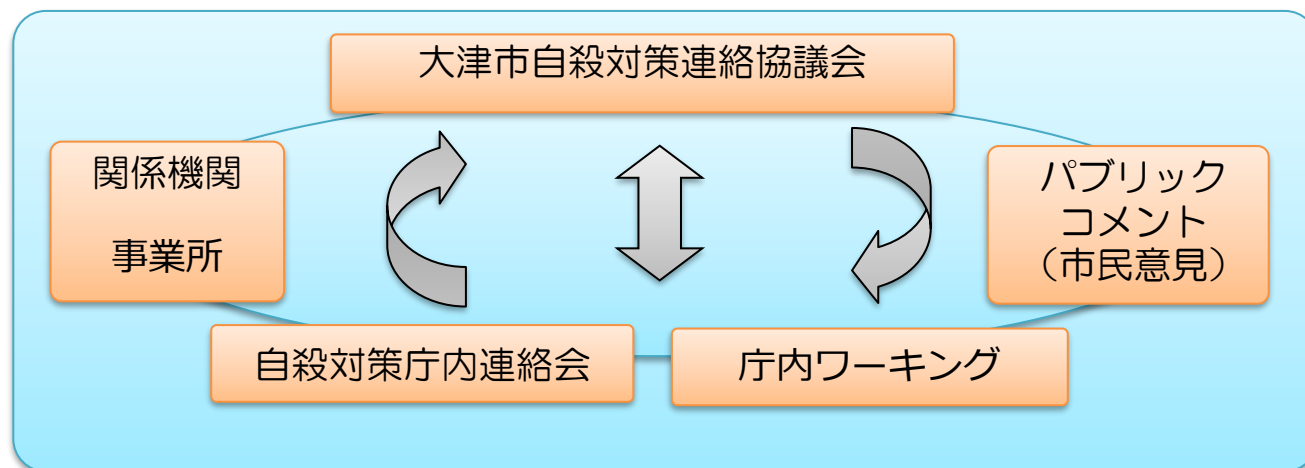 大津市自殺対策連絡協議会
関係機関
事業所
パブリック
コメント
（市民意見）
自殺対策庁内連絡会
庁内ワーキング